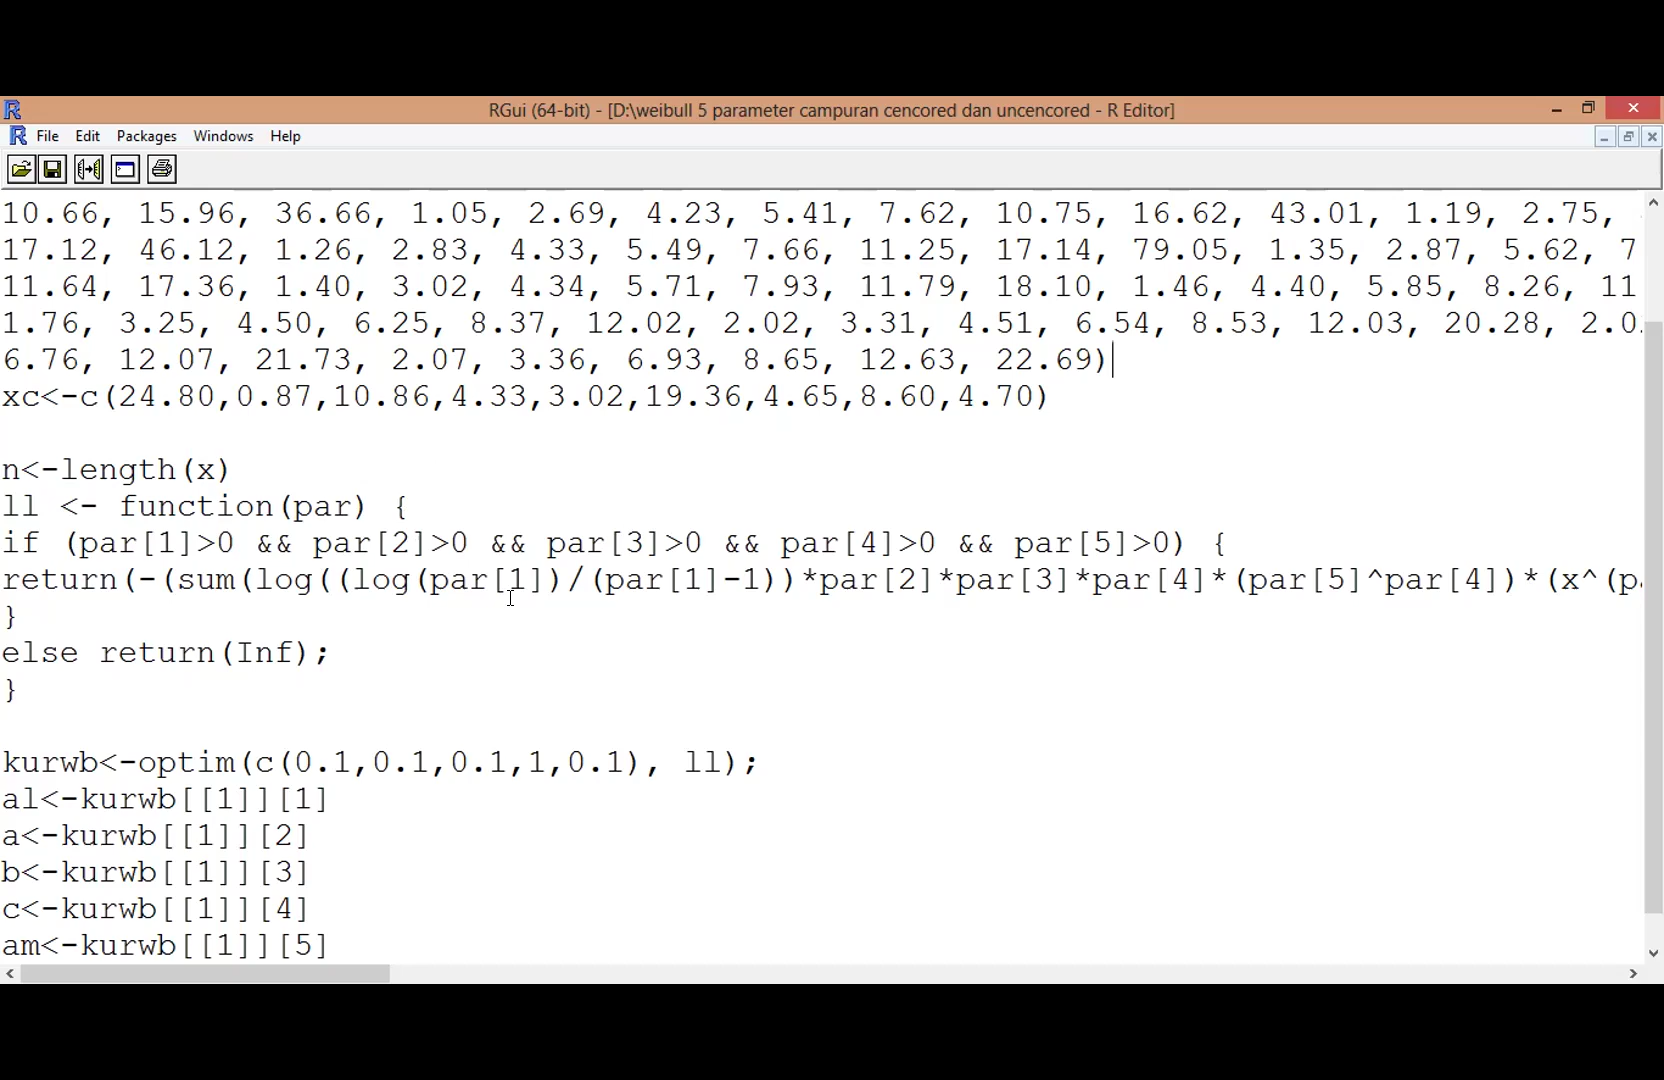 RGui (64-bit) - [D:\weibull 5 parameter campuran cencored dan uncencored - R Editor]
File Edit Packages Windows Help
10.66, 15.96, 36.66, 1.05, 2.69, 4.23, 5.41, 7.62, 10.75, 16.62, 43.01, 1.19, 2.75,
17.12, 46.12, 1.26, 2.83, 4.33, 5.49, 7.66, 11.25, 17.14, 79.05, 1.35, 2.87, 5.62, 7
11.64, 17.36, 1.40, 3.02, 4.34, 5.71, 7.93, 11.79, 18.10, 1.46, 4.40, 5.85, 8.26, 11
1.76, 3.25, 4.50, 6.25, 8.37, 12.02, 2.02, 3.31, 4.51, 6.54, 8.53, 12.03, 20.28, 2.0
6.76, 12.07, 21.73, 2.07, 3.36, 6.93, 8.65, 12.63, 22.69)
xc<-c(24.80,0.87,10.86,4.33,3.02,19.36,4.65,8.60,4.70)
n<-length(x)
ll <- function(par) {
if (par[1]>0 && par[2]>0 && par[3]>0 && par[4]>0 && par[5]>0) {
return(-(sum(log((log(par[1])/(par[1]-1))*par[2]*par[3]*par[4]*(par[5]^par[4])*(x^(p
}
else return(Inf);
}
kurwb<-optim(c(0.1,0.1,0.1,1,0.1), ll);
al<-kurwb[[1]][1]
a<-kurwb[[1]][2]
b<-kurwb[[1]][3]
c<-kurwb[[1]][4]
am<-kurwb[[1]][5]